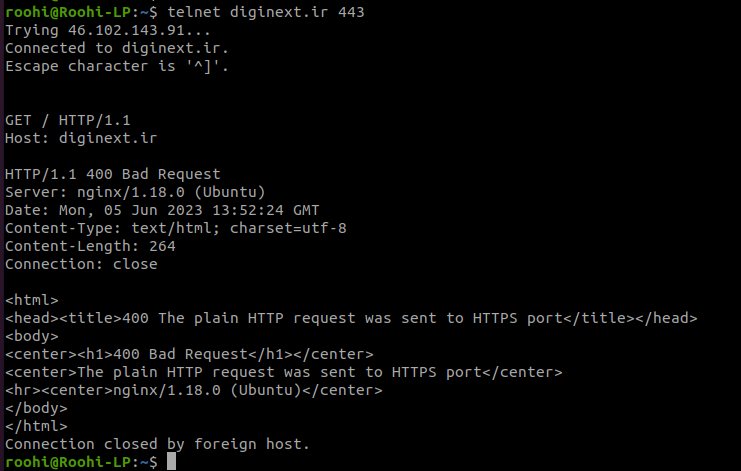 roohi@Roohi-LP:~$ telnet diginext.ir 443
Trying 46.102.143.91...
Connected to diginext.ir.
Escape character is '^]'.
GET / HTTP/1.1
Host: diginext.ir
HTTP/1.1 400 Bad Request
Server: nginx/1.18.0 (Ubuntu)
Date: Mon, 05 Jun 2023 13:52:24 GMT
Content-Type: text/html; charset=utf-8
Content-Length: 264
Connection: close
<html>
<head><title>400 The plain HTTP request was sent to HTTPS port</title></head>
<body>
<center><h1>400 Bad Request</h1></center>
<center>The plain HTTP request was sent to HTTPS port</center>
<hr><center>nginx/1.18.0 (Ubuntu)</center>
</body>
</html>
Connection closed by foreign host.
roohi@Roohi-LP:~$